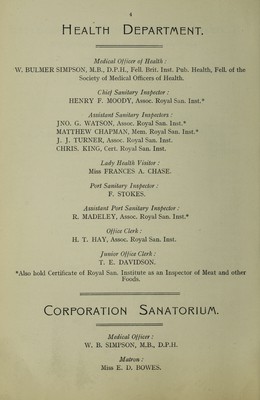 4
HEALTH DEPARTMENT.
Medical Officer of Health :
W. BULMER SIMPSON, M.B., D.P.H., Fell. Brit. Inst. Pub. Health, Fell. of the
Society of Medical Officers of Health.
Chief Sanitary Inspector :
HENRY F. MOODY, Assoc. Royal San. Inst.*
Assistant Sanitary Inspectors :
JNO. G. WATSON, Assoc. Royal San. Inst.*
MATTHEW CHAPMAN, Mem. Royal San. Inst.*
J. J. TURNER, Assoc. Royal San. Inst.
CHRIS. KING, Cert. Royal San. Inst.
Lady Health Visitor :
Miss FRANCES A. CHASE.
Port Sanitary Inspector :
F. STOKES.
Assistant Port Sanitary Inspector :
R. MADELEY, Assoc. Royal San. Inst.*
Office Clerk :
H. T. HAY, Assoc. Royal San. Inst.
Junior Office Clerk :
T. E. DAVIDSON.
*Also hold Certificate of Royal San. Institute as an Inspector of Meat and other
Foods.
CORPORATION SANATORIUM.
Medical Officer :
W. B. SIMPSON, M.B., D.P.H.
Matron :
Miss E. D. BOWES.